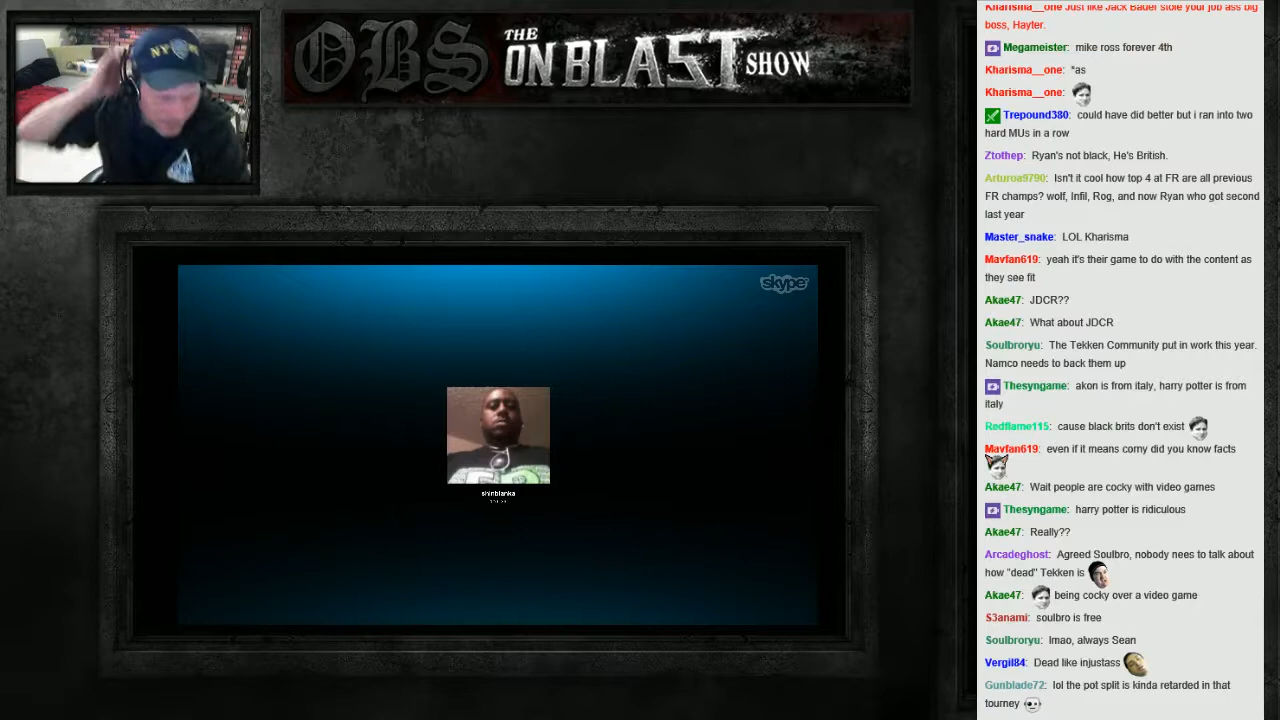 OBS
THE
ON BLAST
SHOW
NY
skype
shinblanka
Kharisma__one Just like Jack Bauer stole your job ass big
boss, Hayter.
Megameister: mike ross forever 4th
Kharisma__one: *as
Kharisma__one:
Trepound380: could have did better but i ran into two
hard MUs in a row
Ztothep: Ryan's not black, He's British.
Arturoa9790: Isn't it cool how top 4 at FR are all previous
FR champs? wolf, Infil, Rog, and now Ryan who got second
last year
Master_snake: LOL Kharisma
Mavfan619: yeah it's their game to do with the content as
they see fit
Akae47: JDCR??
Akae47: What about JDCR
Soulbroryu: The Tekken Community put in work this year.
Namco needs to back them up
Thesyngame: akon is from italy, harry potter is from
italy
Redflame115: cause black brits don't exist
Mavfan619: even if it means corny did you know facts
Akae47: Wait people are cocky with video games
Thesyngame: harry potter is ridiculous
Akae47: Really??
Arcadeghost: Agreed Soulbro, nobody nees to talk about
how "dead" Tekken is
Akae47: being cocky over a video game
S3anami: soulbro is free
Soulbroryu: lmao, always Sean
Vergil84: Dead like injustass
Gunblade72: lol the pot split is kinda retarded in that
tourney